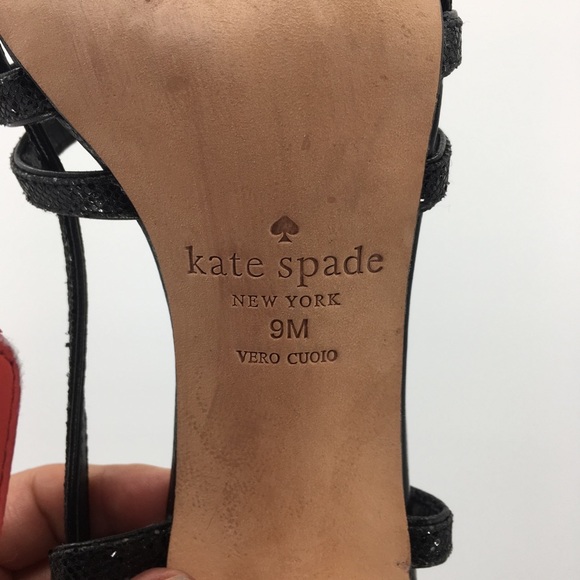 kate spade
NEW YORK
9M
VERO CUOIO